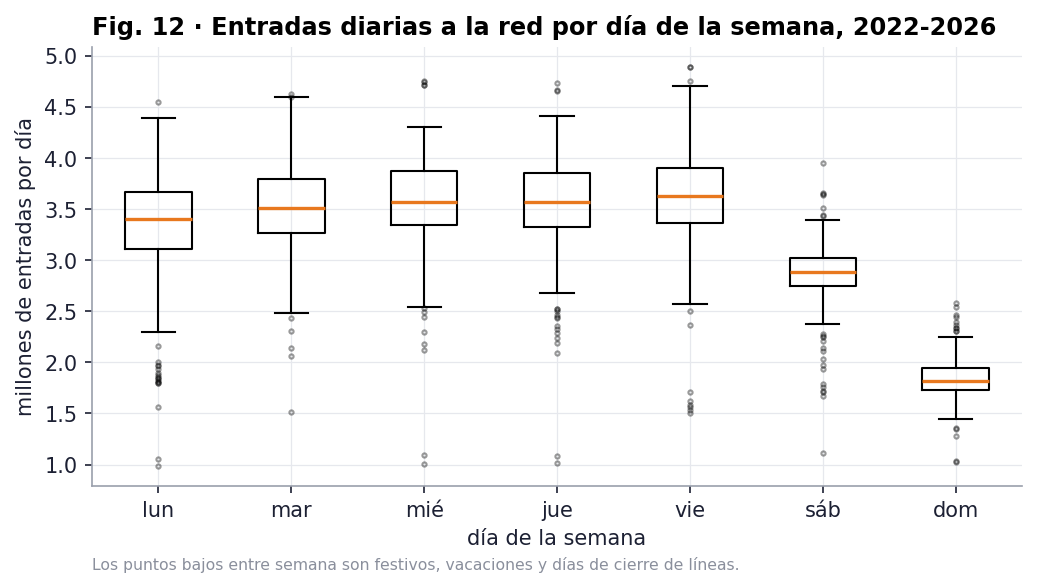 Fig. 12 · Entradas diarias a la red por día de la semana, 2022-2026
millones de entradas por día
5.0
4.5
4.0
3.5
3.0
2.5
2.0
1.5
1.0
lun mar mié jue vie sáb dom
día de la semana
Los puntos bajos entre semana son festivos, vacaciones y días de cierre de líneas.